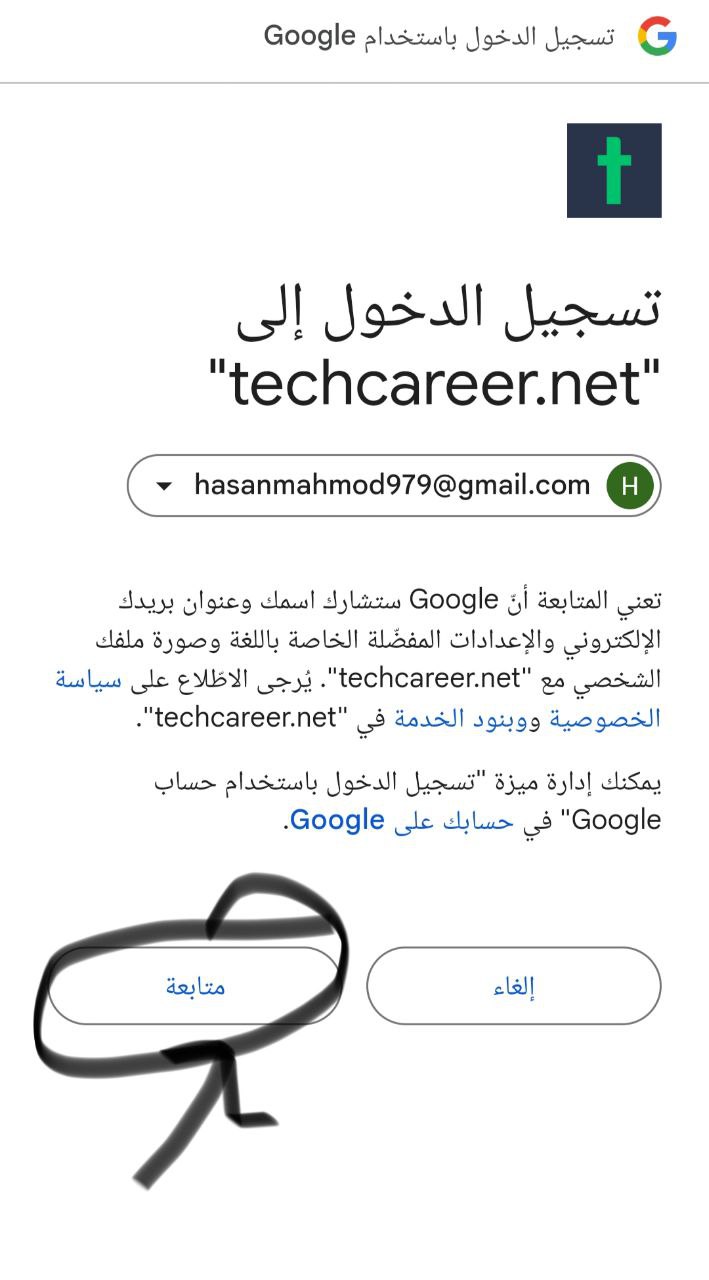 تسجيل الدخول باستخدام Google
t
تسجيل الدخول إلى
"techcareer.net"
H hasanmahmod979@gmail.com
تعني المتابعة أنّ Google ستشارك اسمك وعنوان بريدك
الإلكتروني والإعدادات المفضّلة الخاصة باللغة وصورة ملفك
الشخصي مع "techcareer.net". يُرجى الاطّلاع على سياسة
الخصوصية ووبنود الخدمة في "techcareer.net".
يمكنك إدارة ميزة "تسجيل الدخول باستخدام حساب
Google" في حسابك على Google.
إلغاء
متابعة